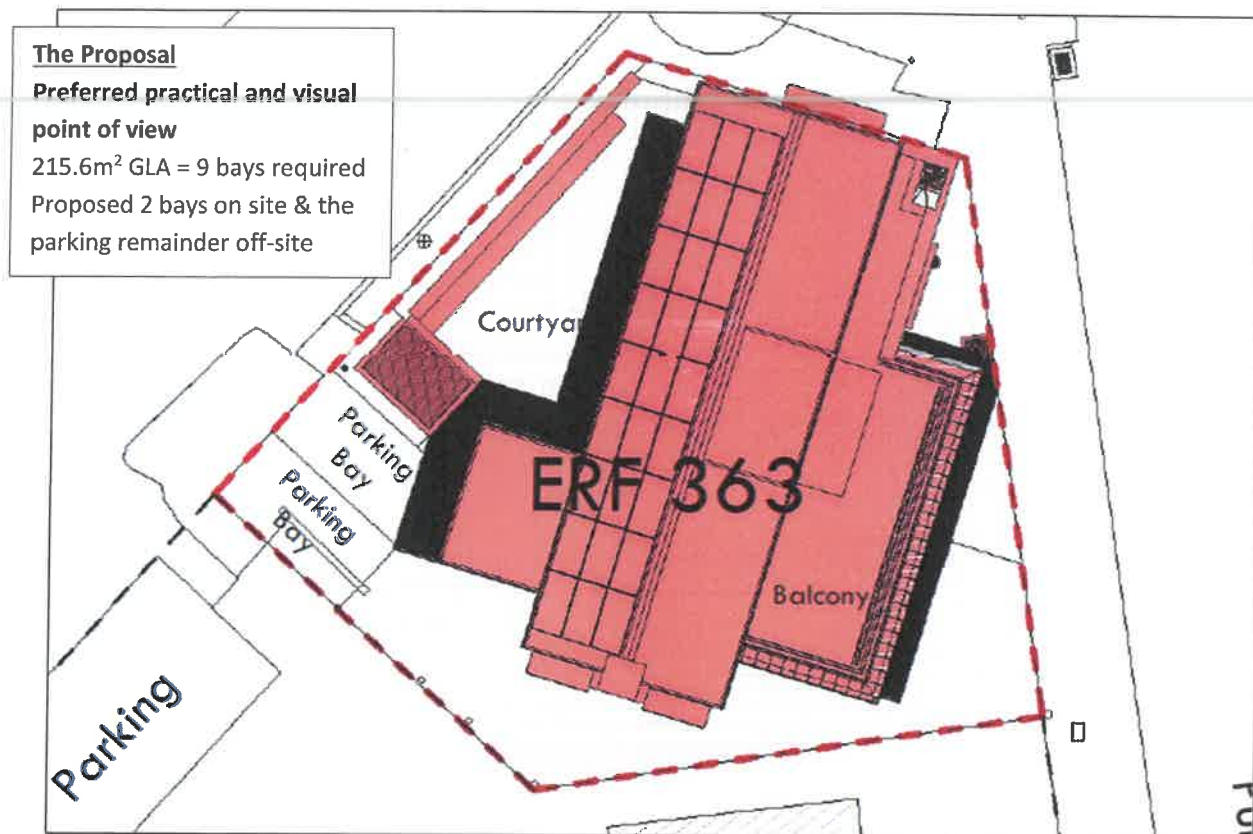 The Proposal
Preferred practical and visual
point of view
215.6m² GLA = 9 bays required
Proposed 2 bays on site & the
parking remainder off-site
Courtyar
Parking
Bay
Parking
Bay
ERF 363
Balcony
Parking